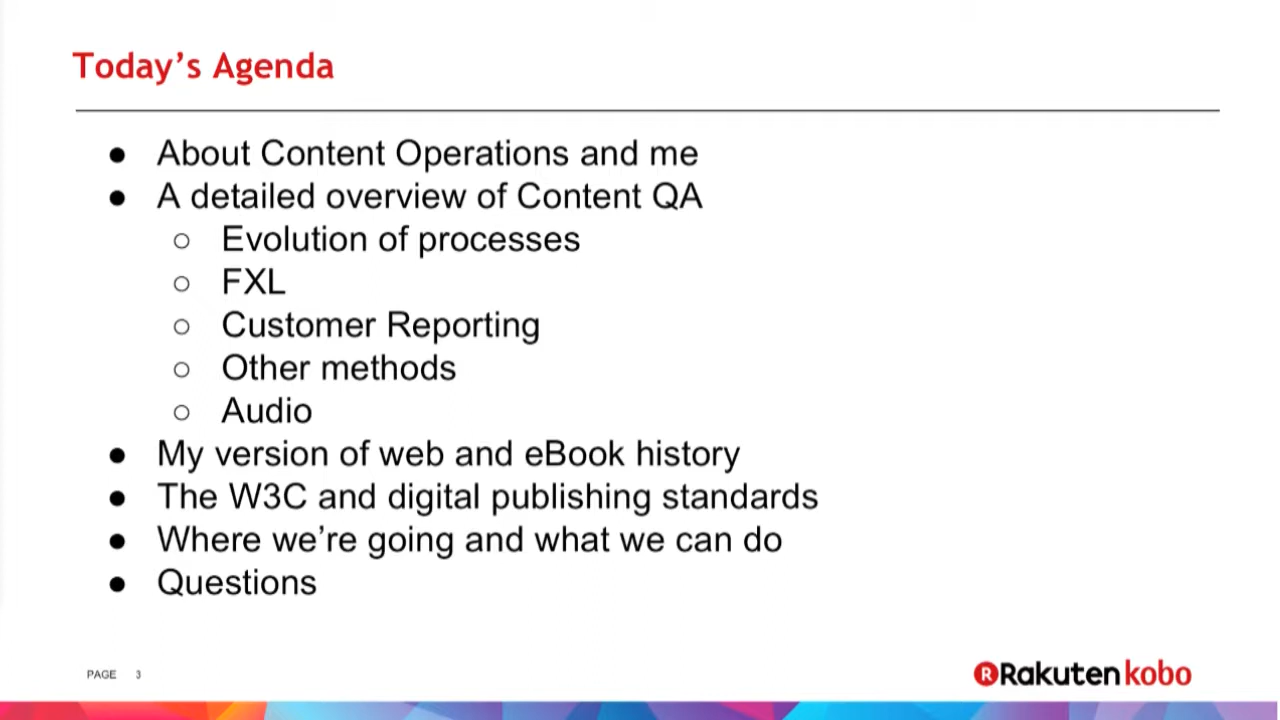 Today’s Agenda
● About Content Operations and me
● A detailed overview of Content QA
○ Evolution of processes
○ FXL
○ Customer Reporting
○ Other methods
○ Audio
● My version of web and eBook history
● The W3C and digital publishing standards
● Where we’re going and what we can do
● Questions
PAGE 3
R Rakuten kobo